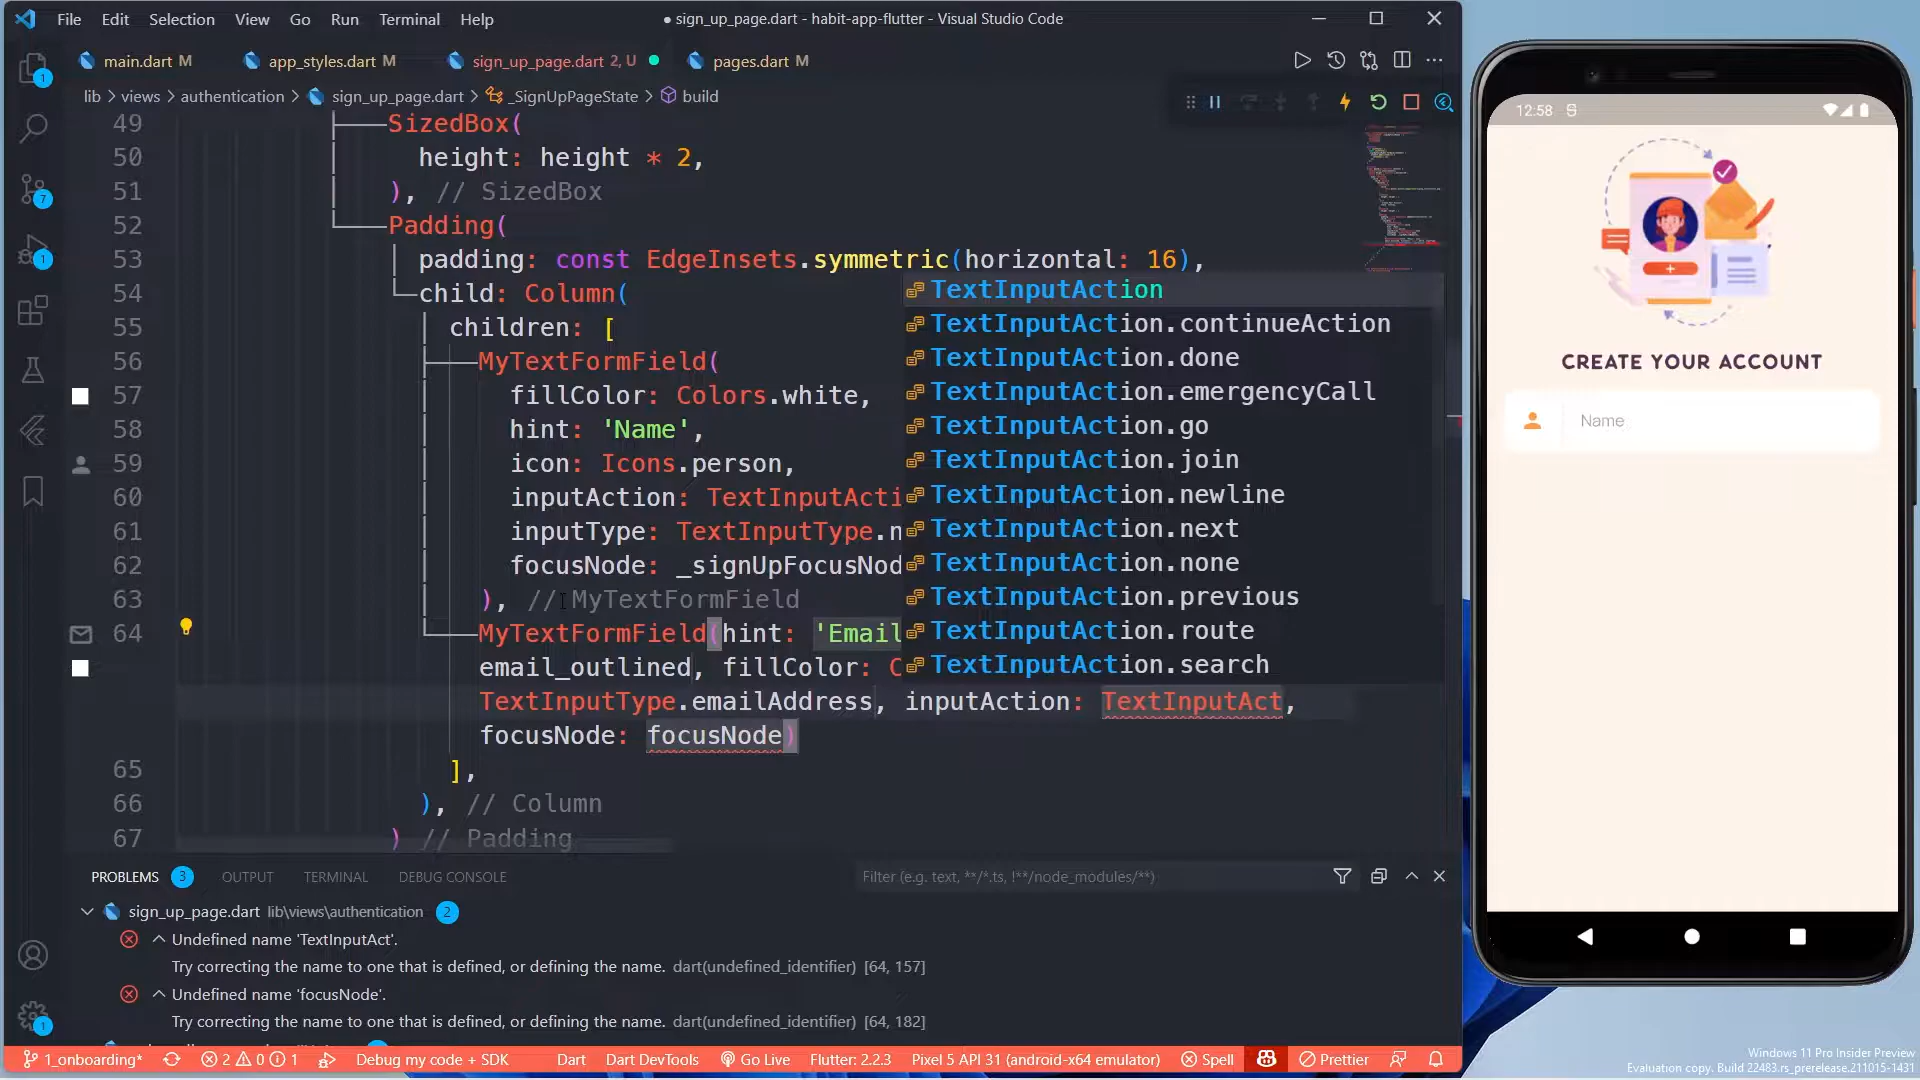 File Edit Selection View Go Run Terminal Help
● sign_up_page.dart - habit-app-flutter - Visual Studio Code
main.dart M
app_styles.dart M
sign_up_page.dart 2, U
pages.dart M
lib > views > authentication > sign_up_page.dart > _SignUpPageState > build
49 SizedBox(
50 height: height * 2,
51 ), // SizedBox
52 Padding(
53 padding: const EdgeInsets.symmetric(horizontal: 16),
54 child: Column(
55 children: [
56 MyTextFormField(
57 fillColor: Colors.white,
58 hint: 'Name',
59 icon: Icons.person,
60 inputAction: TextInputActi
61 inputType: TextInputType.n
62 focusNode: _signUpFocusNod
63 ), // MyTextFormField
64 MyTextFormField(hint: 'Email
email_outlined, fillColor: C
TextInputType.emailAddress, inputAction: TextInputAct,
focusNode: focusNode)
65 ],
66 ), // Column
67 ) // Padding
TextInputAction
TextInputAction.continueAction
TextInputAction.done
TextInputAction.emergencyCall
TextInputAction.go
TextInputAction.join
TextInputAction.newline
TextInputAction.next
TextInputAction.none
TextInputAction.previous
TextInputAction.route
TextInputAction.search
1
7
1
1
PROBLEMS 3 OUTPUT TERMINAL DEBUG CONSOLE
Filter (e.g. text, **/*.ts, !**/node_modules/**)
sign_up_page.dart lib\views\authentication 2
Undefined name 'TextInputAct'.
Try correcting the name to one that is defined, or defining the name. dart(undefined_identifier) [64, 157]
Undefined name 'focusNode'.
Try correcting the name to one that is defined, or defining the name. dart(undefined_identifier) [64, 182]
1_onboarding* 2 0 1 Debug my code + SDK Dart Dart DevTools Go Live Flutter: 2.2.3 Pixel 5 API 31 (android-x64 emulator) Spell Prettier
12:58
CREATE YOUR ACCOUNT
Name
Windows 11 Pro Insider Preview
Evaluation copy. Build 22483.rs_prerelease.211015-1431